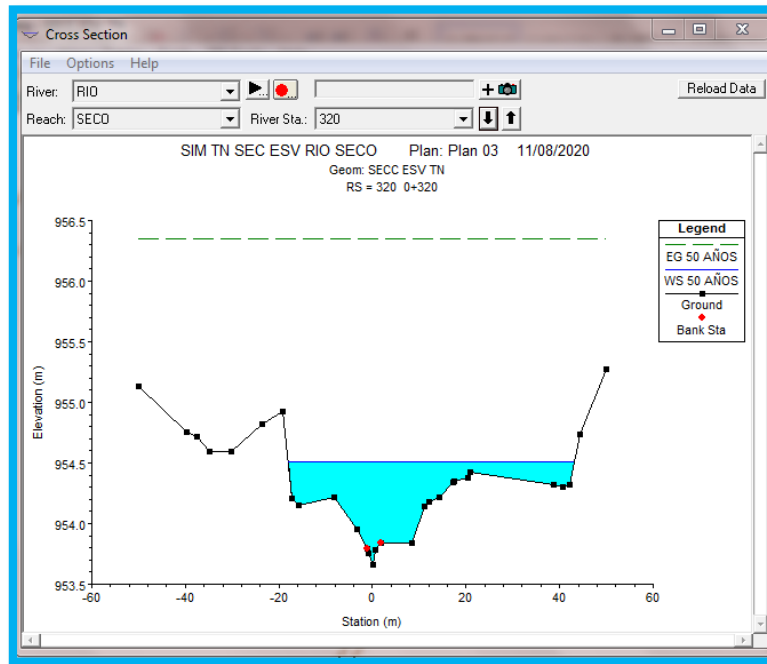 Cross Section
File Options Help
River: RIO
Reload Data
Reach: SECO River Sta.: 320
SIM TN SEC ESV RIO SECO Plan: Plan 03 11/08/2020
Geom: SECC ESV TN
RS = 320 0+320
956.5
956.0
955.5
955.0
954.5
954.0
953.5
Elevation (m)
-60 -40 -20 0 20 40 60
Station (m)
Legend
EG 50 AÑOS
WS 50 AÑOS
Ground
Bank Sta